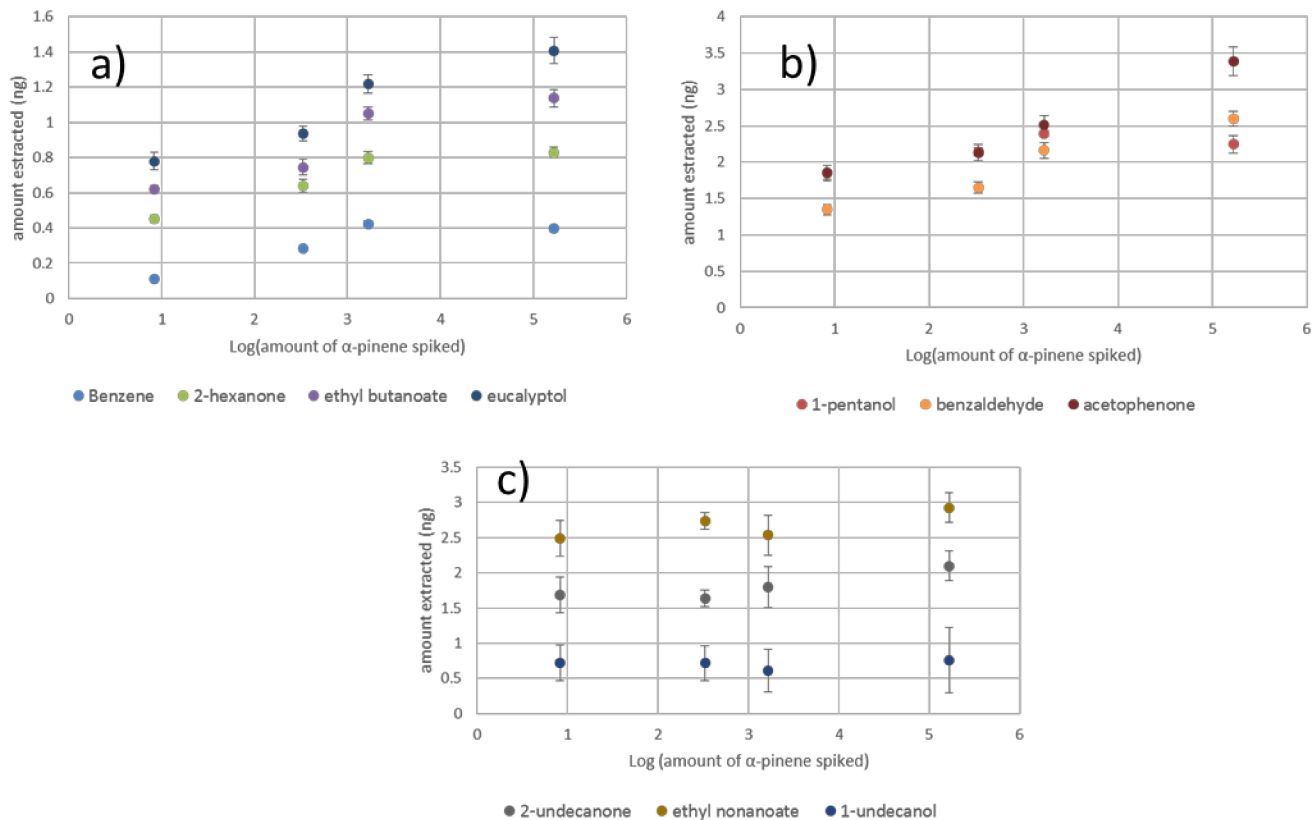 a)
amount estracted (ng)
1.6
1.4
1.2
1
0.8
0.6
0.4
0.2
0
0 1 2 3 4 5 6
Log(amount of α-pinene spiked)
Benzene 2-hexanone ethyl butanoate eucalyptol
b)
amount estracted (ng)
4
3.5
3
2.5
2
1.5
1
0.5
0
0 1 2 3 4 5 6
Log(amount of α-pinene spiked)
1-pentanol benzaldehyde acetophenone
c)
amount extracted (ng)
3.5
3
2.5
2
1.5
1
0.5
0
0 1 2 3 4 5 6
Log (amount of α-pinene spiked)
2-undecanone ethyl nonanoate 1-undecanol